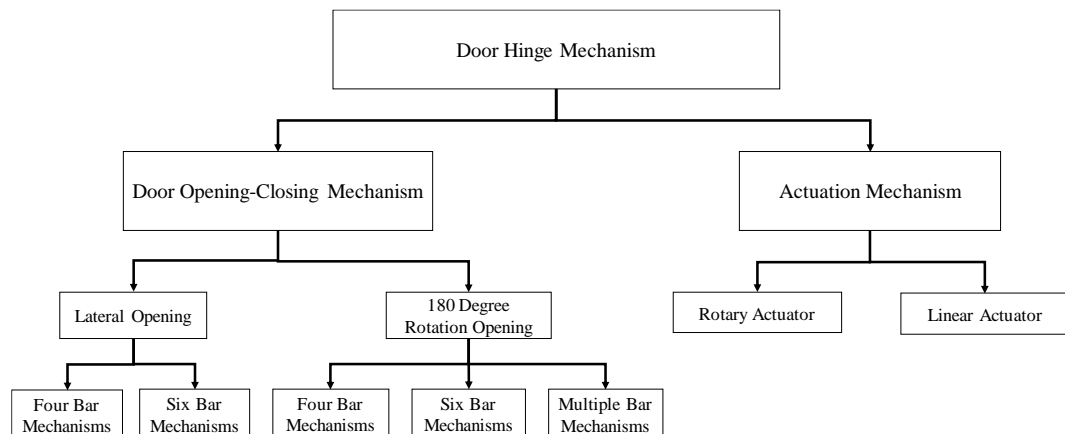 Door Hinge Mechanism
Door Opening-Closing Mechanism
Actuation Mechanism
Lateral Opening
180 Degree
Rotation Opening
Rotary Actuator
Linear Actuator
Four Bar
Mechanisms
Six Bar
Mechanisms
Four Bar
Mechanisms
Six Bar
Mechanisms
Multiple Bar
Mechanisms